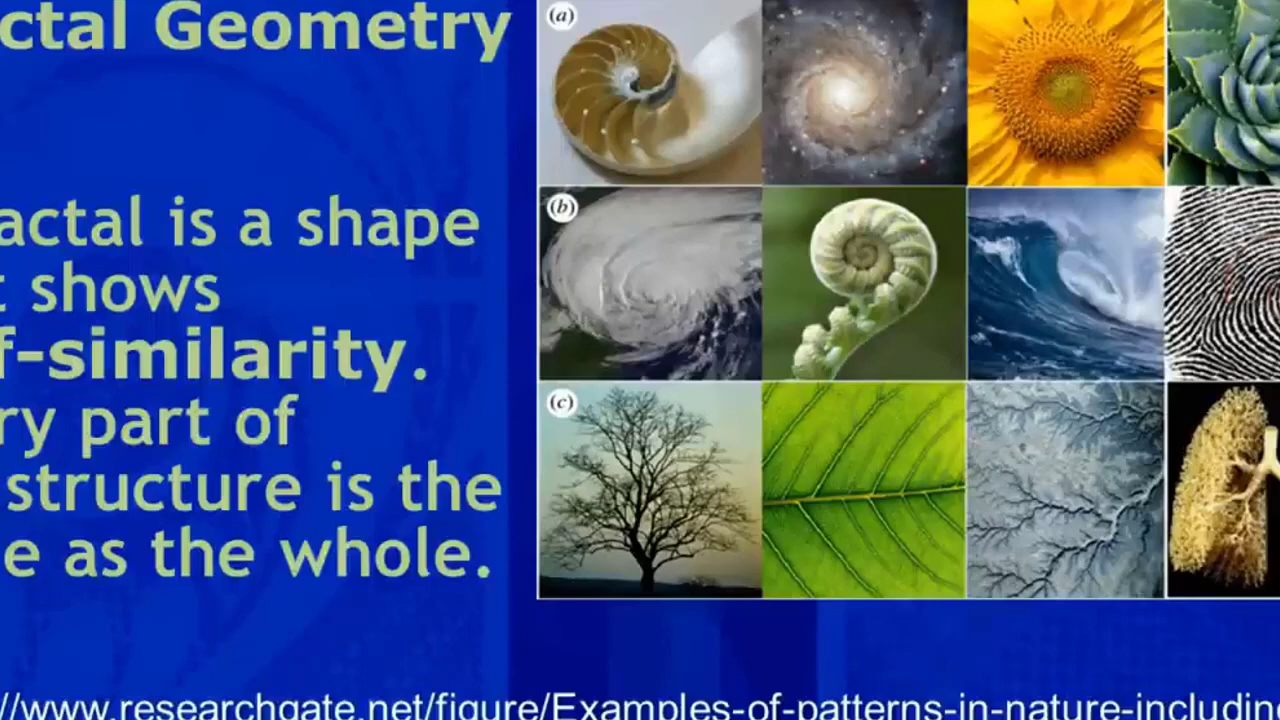 ctal Geometry
actal is a shape
t shows
f-similarity.
ry part of
structure is the
e as the whole.
(a)
(b)
(c)
//www.researchgate.net/figure/Examples-of-patterns-in-nature-includin